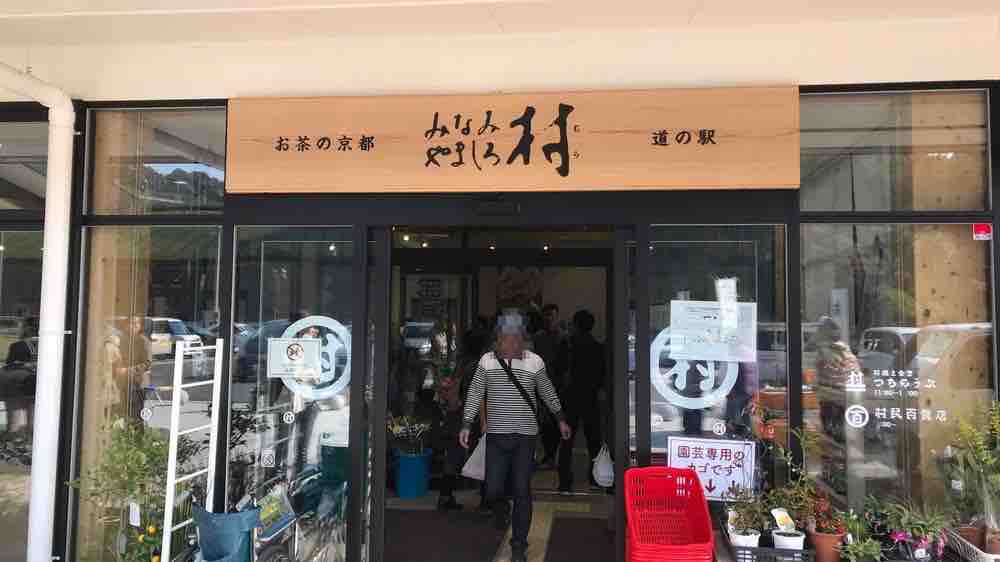 お茶の京都
みなみ
やましろ村
むら
道の駅
村
村
園芸専用の
カゴです
↓ ↓
村
つちのうぶ
百
村民百貨店